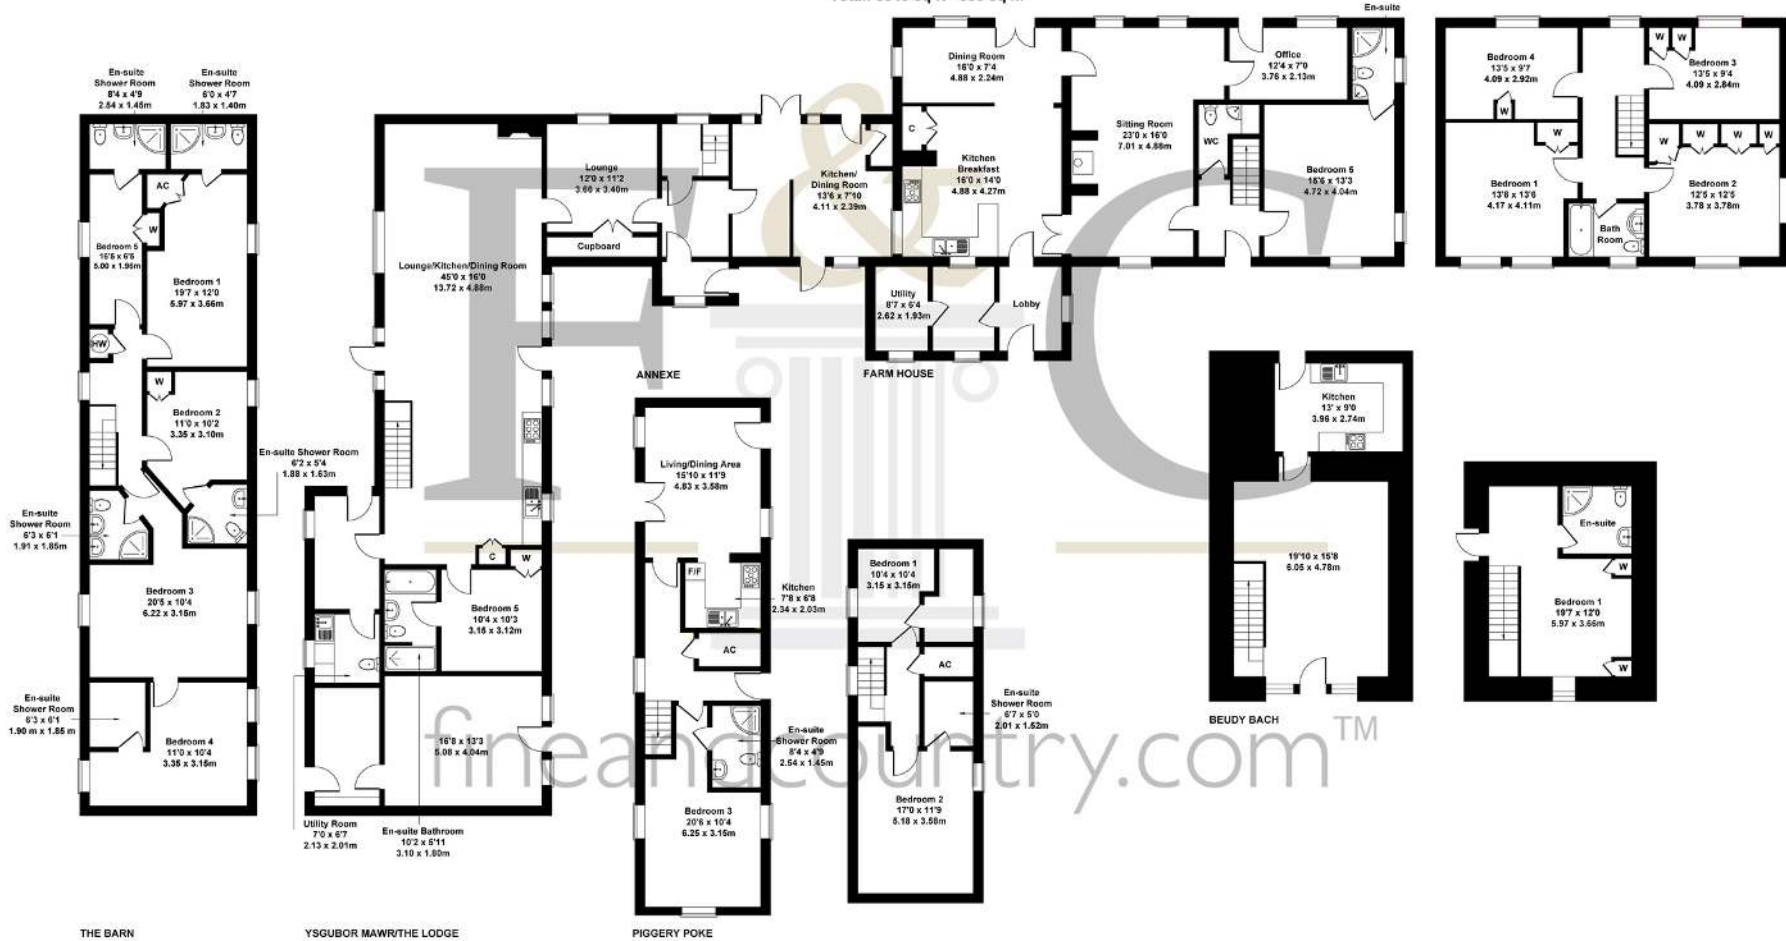 En-suite
Shower Room
8'4 x 4'9
2.54 x 1.45m
En-suite
Shower Room
6'0 x 4'7
1.83 x 1.40m
AC
W
Bedroom 5
16'5 x 6'5
5.00 x 1.96m
Bedroom 1
19'7 x 12'0
5.97 x 3.66m
HW
W
Bedroom 2
11'0 x 10'2
3.35 x 3.10m
En-suite Shower Room
6'2 x 5'4
1.88 x 1.63m
En-suite
Shower Room
6'3 x 6'1
1.91 x 1.85m
Bedroom 3
20'5 x 10'4
6.22 x 3.15m
En-suite
Shower Room
6'3 x 6'1
1.90 m x 1.85 m
Bedroom 4
11'0 x 10'4
3.35 x 3.15m
THE BARN
Lounge/Kitchen/Dining Room
45'0 x 16'0
13.72 x 4.88m
C
W
Bedroom 5
10'4 x 10'3
3.15 x 3.12m
16'8 x 13'3
5.08 x 4.04m
Utility Room
7'0 x 6'7
2.13 x 2.01m
En-suite Bathroom
10'2 x 5'11
3.10 x 1.80m
YSGUBOR MAWR/THE LODGE
Lounge
12'0 x 11'2
3.66 x 3.40m
Cupboard
Kitchen/
Dining Room
13'6 x 7'10
4.11 x 2.39m
ANNEXE
Dining Room
16'0 x 7'4
4.88 x 2.24m
C
Kitchen
Breakfast
16'0 x 14'0
4.88 x 4.27m
Utility
8'7 x 6'4
2.62 x 1.93m
Lobby
FARM HOUSE
Sitting Room
23'0 x 16'0
7.01 x 4.88m
Office
12'4 x 7'0
3.76 x 2.13m
En-suite
WC
Bedroom 5
15'6 x 13'3
4.72 x 4.04m
Bedroom 4
13'5 x 9'7
4.09 x 2.92m
W
W
W
W
Bedroom 3
13'5 x 9'4
4.09 x 2.84m
W
W
W
W
Bedroom 1
13'8 x 13'6
4.17 x 4.11m
Bedroom 2
12'5 x 12'5
3.78 x 3.78m
Bath
Room
Living/Dining Area
15'10 x 11'9
4.83 x 3.58m
F/F
Kitchen
7'8 x 6'8
2.34 x 2.03m
AC
En-suite
Shower Room
8'4 x 4'9
2.54 x 1.45m
Bedroom 3
20'6 x 10'4
6.25 x 3.15m
PIGGERY POKE
Bedroom 1
10'4 x 10'4
3.15 x 3.15m
AC
En-suite
Shower Room
6'7 x 5'0
2.01 x 1.52m
Bedroom 2
17'0 x 11'9
5.18 x 3.58m
Kitchen
13' x 9'0
3.96 x 2.74m
19'10 x 15'8
6.05 x 4.78m
BEUDY BACH
En-suite
W
Bedroom 1
19'7 x 12'0
5.97 x 3.66m
W
F&C
fineandcountry.com™